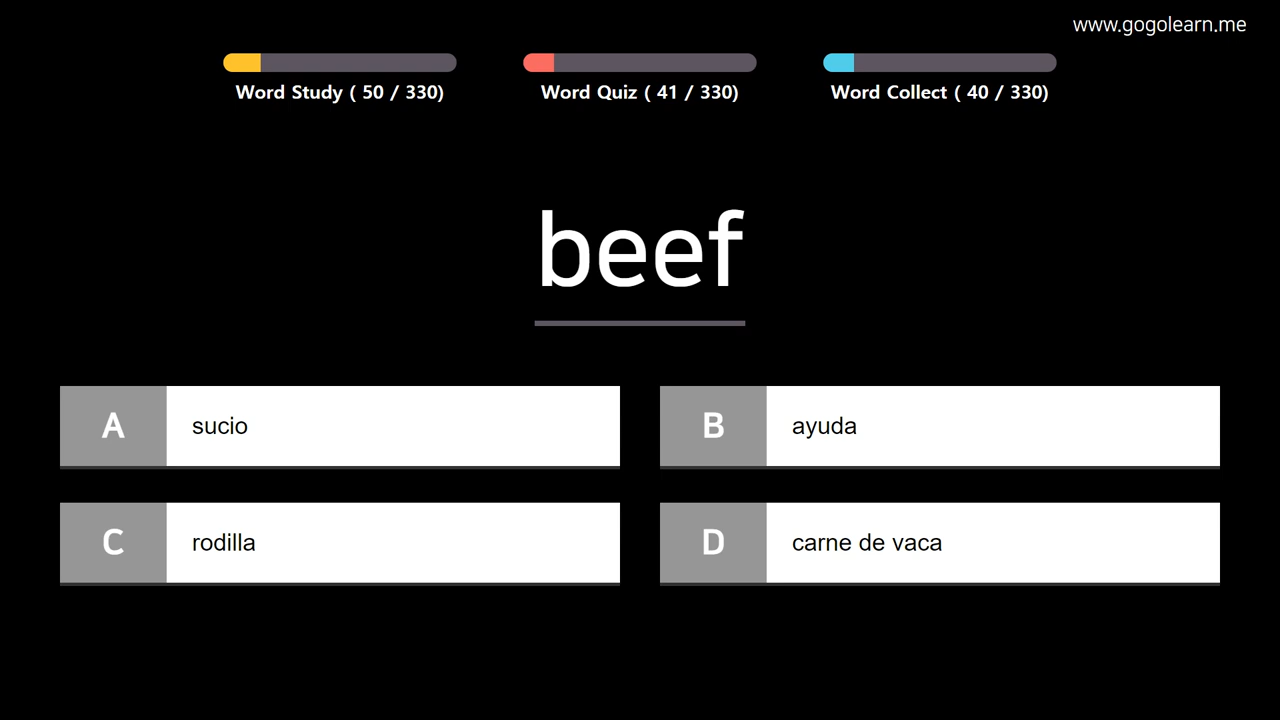 www.gogolearn.me
Word Study ( 50 / 330)
Word Quiz ( 41 / 330)
Word Collect ( 40 / 330)
beef
A sucio
B ayuda
C rodilla
D carne de vaca